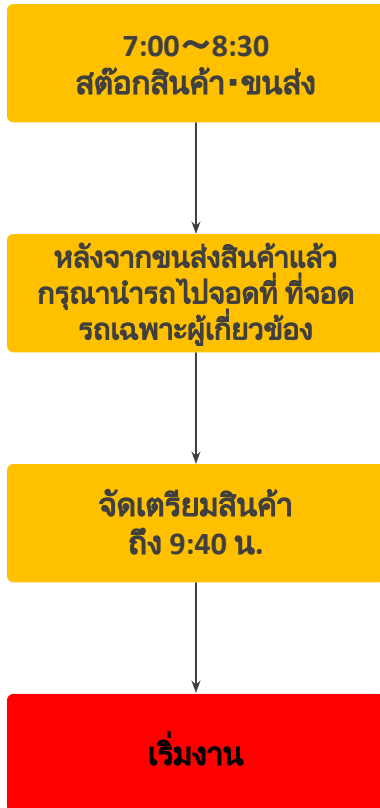 7:00～8:30
สต๊อกสินค้า･ขนส่ง
หลังจากขนส่งสินค้าแล้ว
กรุณานำรถไปจอดที่ ที่จอด
รถเฉพาะผู้เกี่ยวข้อง
จัดเตรียมสินค้า
ถึง 9:40 น.
เริ่มงาน